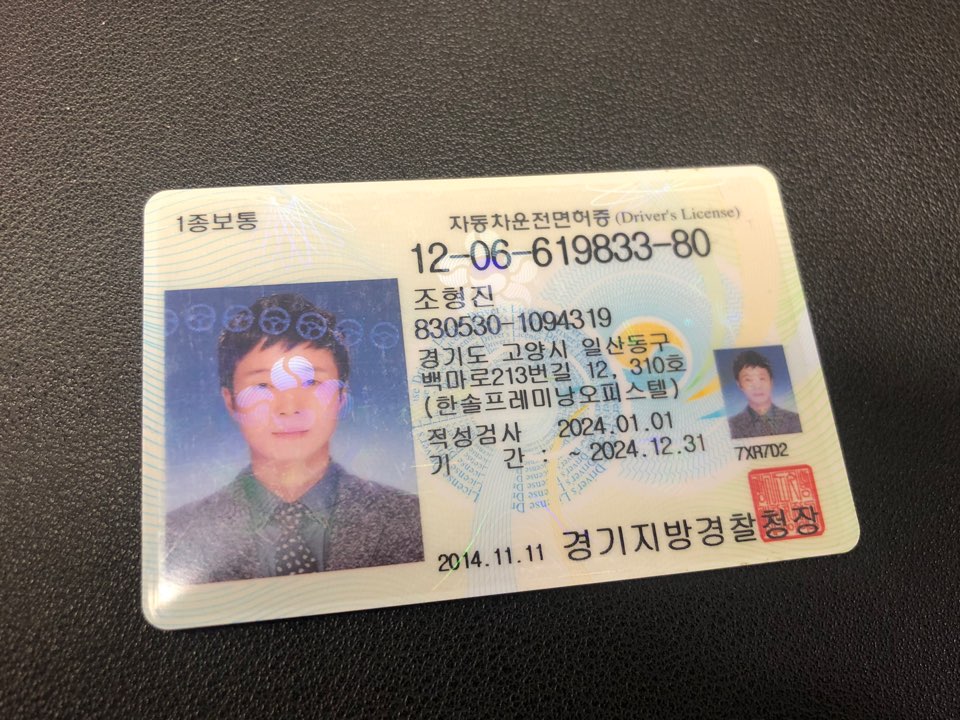 1종보통
자동차운전면허증 (Driver's License)
12-06-619833-80
조형진
830530-1094319
경기도 고양시 일산동구
백마로213번길 12, 310호
(한솔프레미낭오피스텔)
적성검사 2024.01.01
기 간 : ~ 2024.12.31
7XR7D2
2014.11.11 경기지방경찰청장